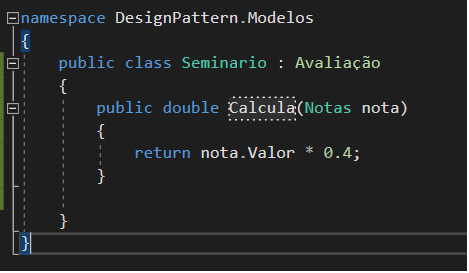 namespace DesignPattern.Modelos
{
public class Seminario : Avaliação
{
public double Calcula(Notas nota)
{
return nota.Valor * 0.4;
}
}
}